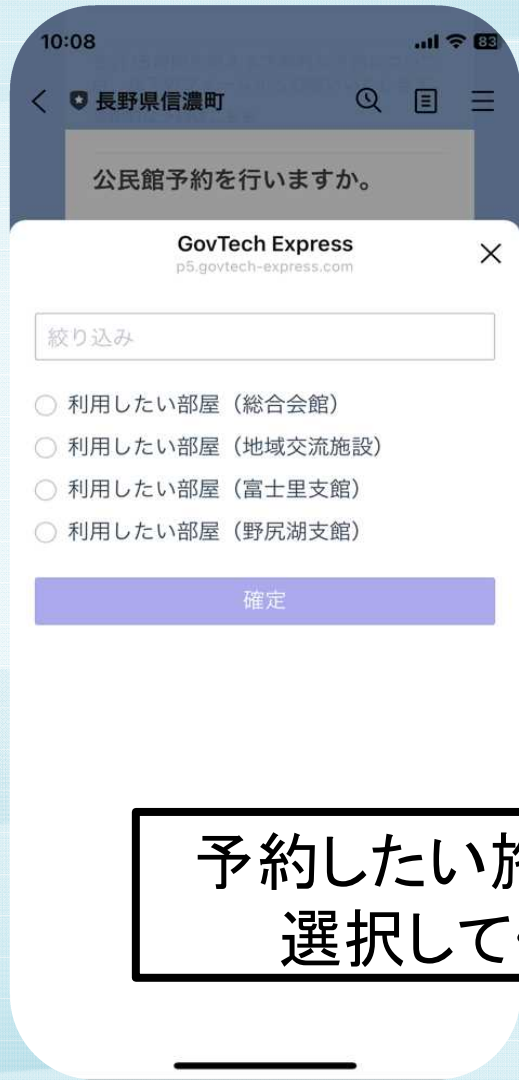 10:08
83
長野県信濃町
公民館予約を行いますか。
GovTech Express
p5.govtech-express.com
絞り込み
利用したい部屋（総合会館）
利用したい部屋（地域交流施設）
利用したい部屋（富士里支館）
利用したい部屋（野尻湖支館）
確定
予約したい
選択して